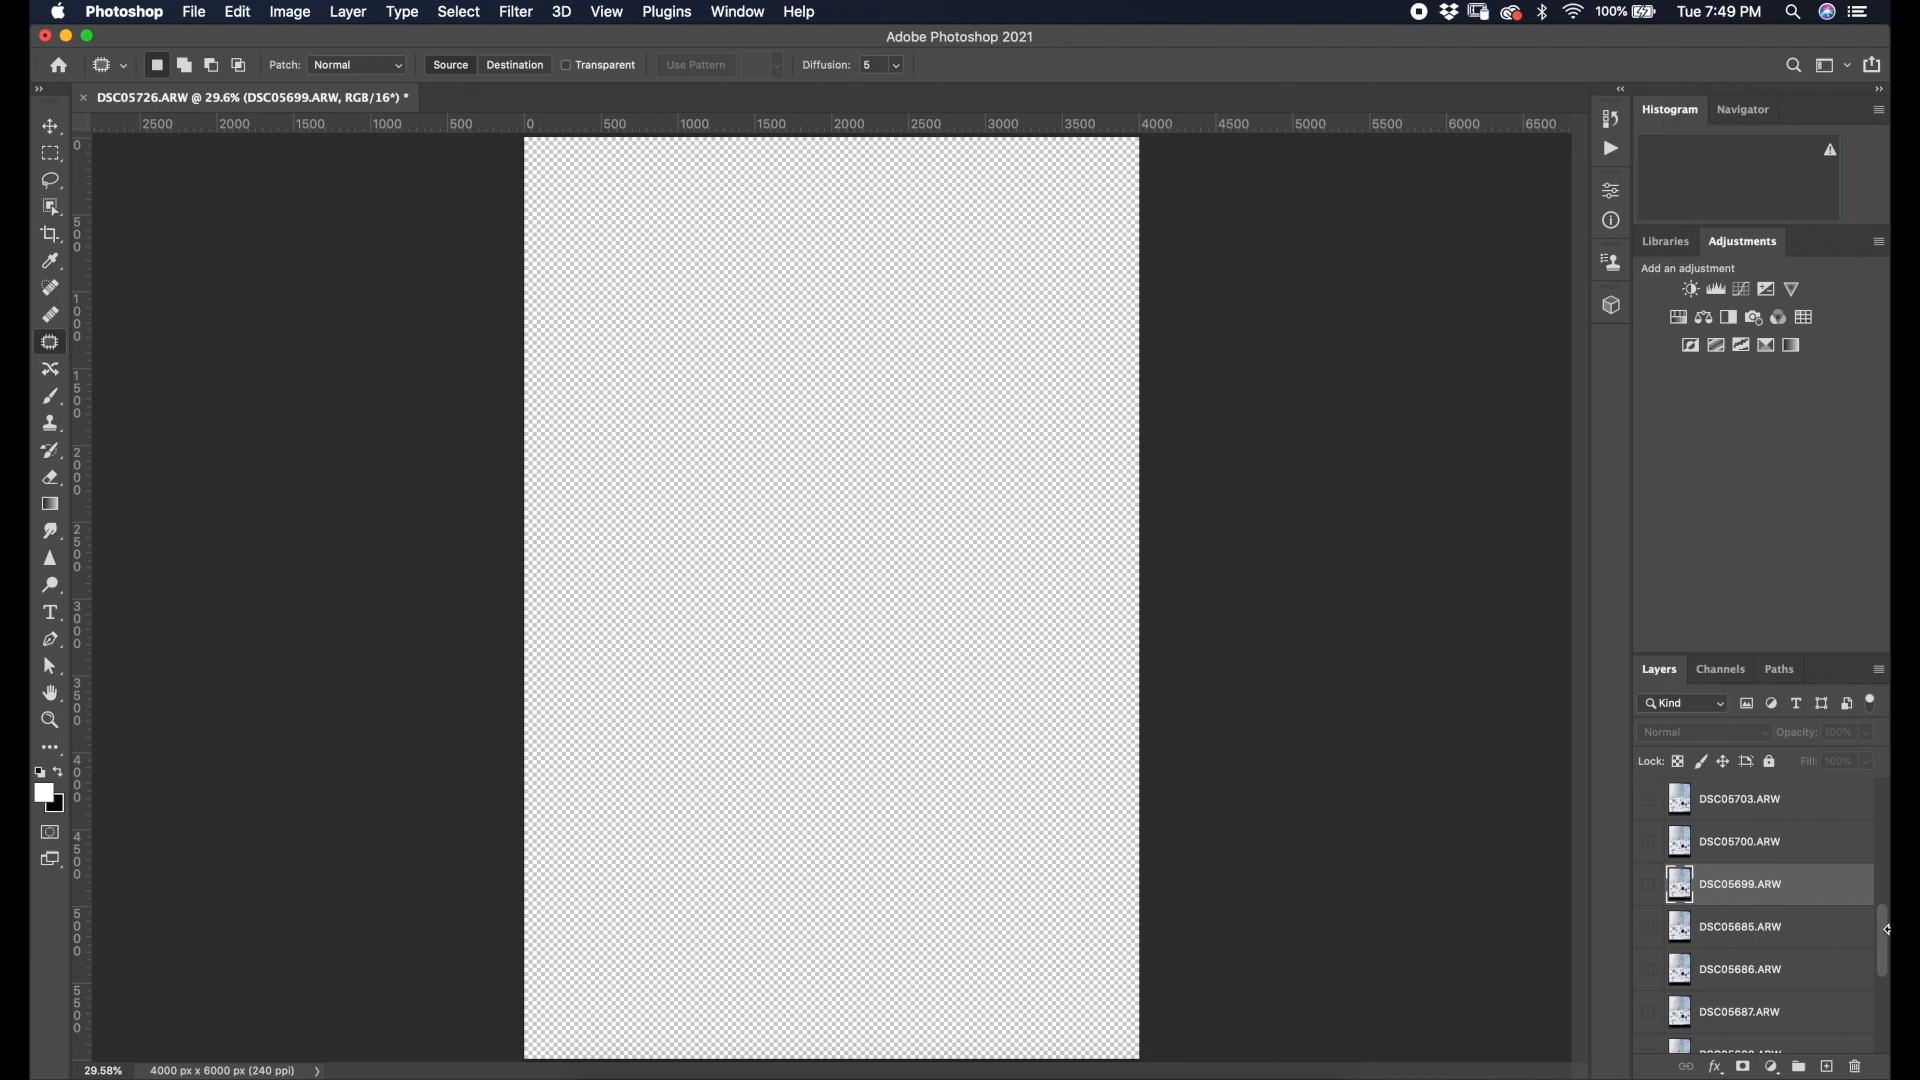 Photoshop File Edit Image Layer Type Select Filter 3D View Plugins Window Help 100% Tue 7:49 PM
Adobe Photoshop 2021
Patch: Normal Source Destination Transparent Use Pattern Diffusion: 5
DSC05726.ARW @ 29.6% (DSC05699.ARW, RGB/16*) *
2500 2000 1500 1000 500 0 500 1000 1500 2000 2500 3000 3500 4000 4500 5000 5500 6000 6500
0
500
1000
1500
2000
2500
3000
3500
4000
4500
5000
5500
Histogram Navigator
Libraries Adjustments
Add an adjustment
Layers Channels Paths
Kind
Normal Opacity: 100%
Lock: Fill: 100%
DSC05703.ARW
DSC05700.ARW
DSC05699.ARW
DSC05685.ARW
DSC05686.ARW
DSC05687.ARW
29.58% 4000 px x 6000 px (240 ppi)